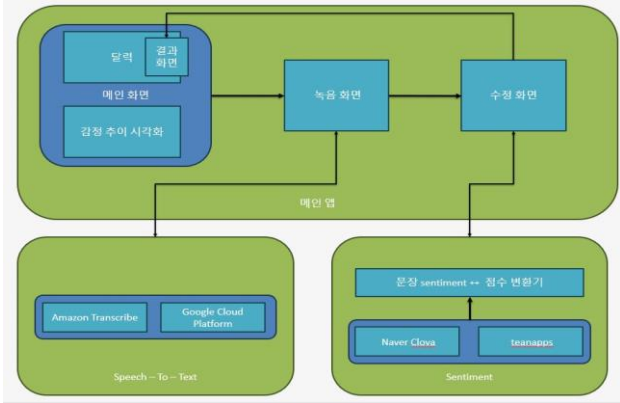 달력
결과
화면
메인 화면
감정 추이 시각화
녹음 화면
수정 화면
메인 앱
Amazon Transcribe
Google Cloud
Platform
Speech – To – Text
문장 sentiment ↔ 점수 변환기
Naver Clova
teanapps
Sentiment